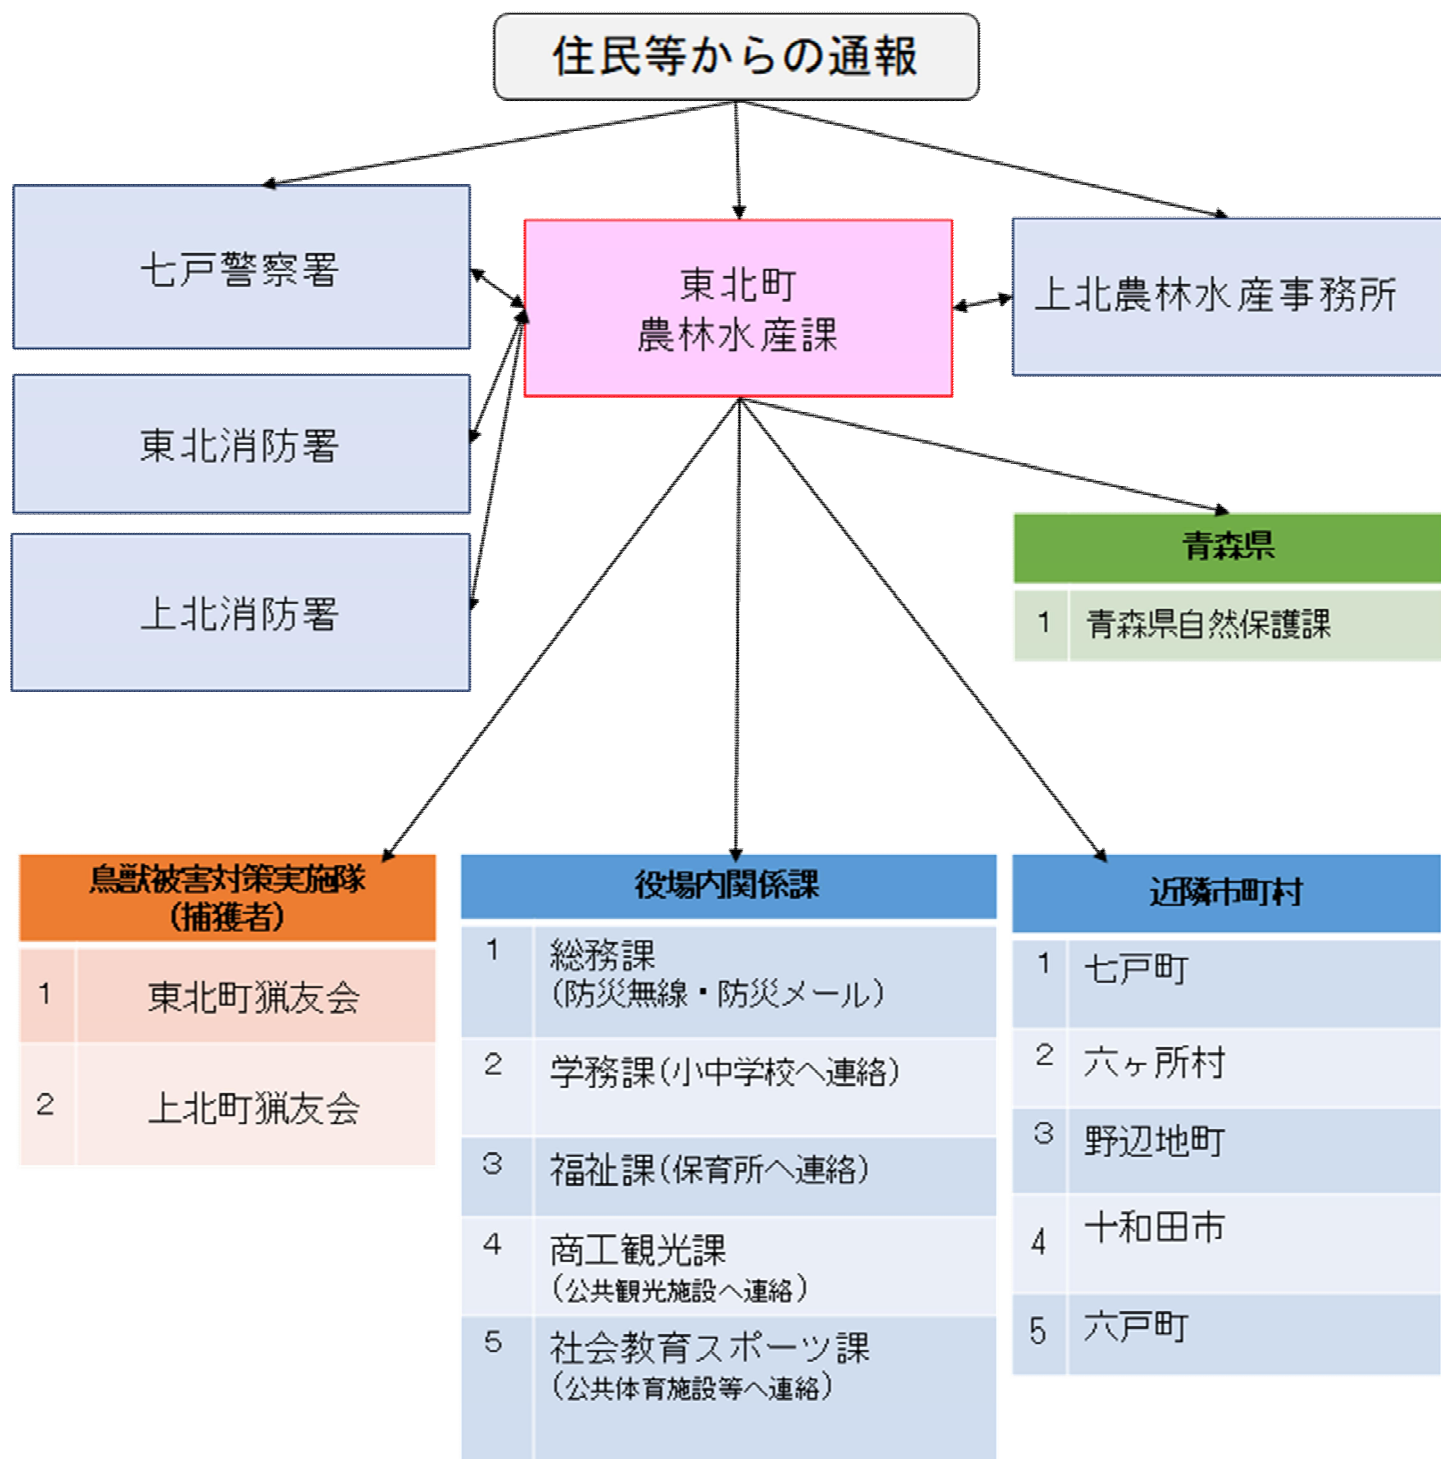 住民等からの通報
七戸警察署
東北町
農林水産課
上北農林水産事務所
東北消防署
上北消防署
青森県
1 青森県自然保護課
鳥獣被害対策実施隊
(捕獲者)
1 東北町猟友会
2 上北町猟友会
役場内関係課
1 総務課
(防災無線・防災メール)
2 学務課(小中学校へ連絡)
3 福祉課(保育所へ連絡)
4 商工観光課
(公共観光施設へ連絡)
5 社会教育スポーツ課
(公共体育施設等へ連絡)
近隣市町村
1 七戸町
2 六ヶ所村
3 野辺地町
4 十和田市
5 六戸町